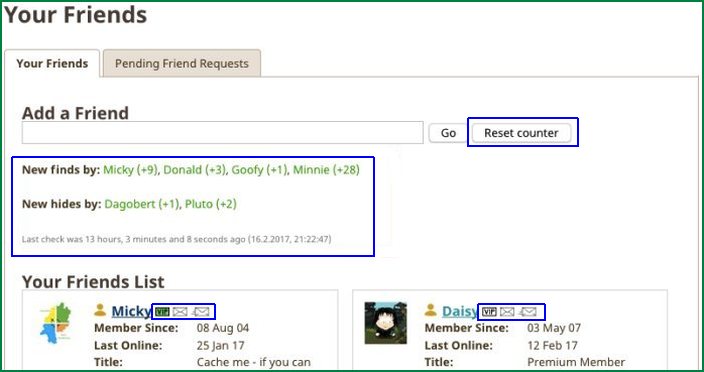 Your Friends
Your Friends
Pending Friend Requests
Add a Friend
Go
Reset counter
New finds by: Micky (+9), Donald (+3), Goofy (+1), Minnie (+28)
New hides by: Dagobert (+1), Pluto (+2)
Last check was 13 hours, 3 minutes and 8 seconds ago (16.2.2017, 21:22:47)
Your Friends List
Micky VIP
Member Since: 08 Aug 04
Last Online: 25 Jan 17
Title: Cache me - if you can
Daisy VIP
Member Since: 03 May 07
Last Online: 12 Feb 17
Title: Premium Member